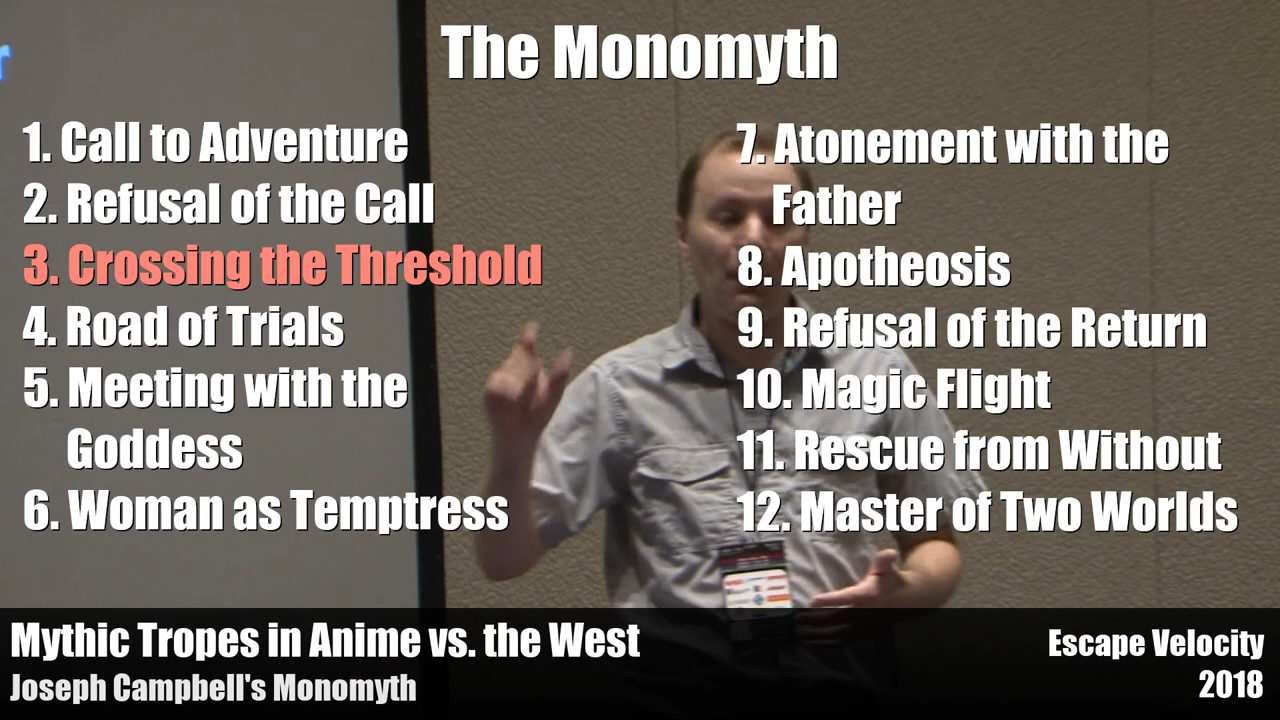 The Monomyth
1. Call to Adventure
2. Refusal of the Call
3. Crossing the Threshold
4. Road of Trials
5. Meeting with the
Goddess
6. Woman as Temptress
7. Atonement with the
Father
8. Apotheosis
9. Refusal of the Return
10. Magic Flight
11. Rescue from Without
12. Master of Two Worlds
Mythic Tropes in Anime vs. the West
Joseph Campbell's Monomyth
Escape Velocity
2018